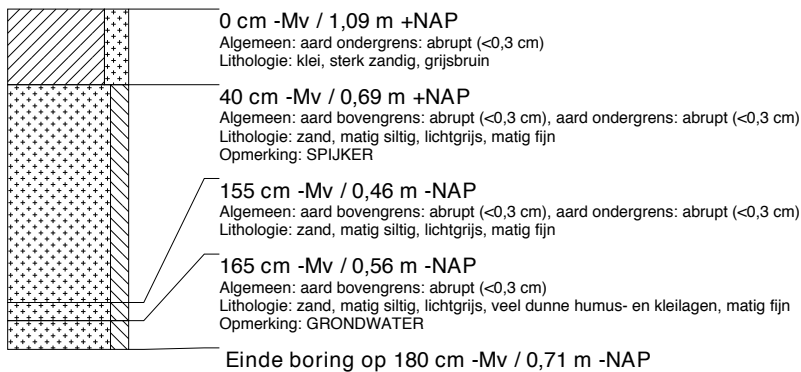 0 cm -Mv / 1,09 m +NAP
Algemeen: aard ondergrens: abrupt (<0,3 cm)
Lithologie: klei, sterk zandig, grijsbruin
40 cm -Mv / 0,69 m +NAP
Algemeen: aard bovengrens: abrupt (<0,3 cm), aard ondergrens: abrupt (<0,3 cm)
Lithologie: zand, matig siltig, lichtgrijs, matig fijn
Opmerking: SPIJKER
155 cm -Mv / 0,46 m -NAP
Algemeen: aard bovengrens: abrupt (<0,3 cm), aard ondergrens: abrupt (<0,3 cm)
Lithologie: zand, matig siltig, lichtgrijs, matig fijn
165 cm -Mv / 0,56 m -NAP
Algemeen: aard bovengrens: abrupt (<0,3 cm)
Lithologie: zand, matig siltig, lichtgrijs, veel dunne humus- en kleilagen, matig fijn
Opmerking: GRONDWATER
Einde boring op 180 cm -Mv / 0,71 m -NAP